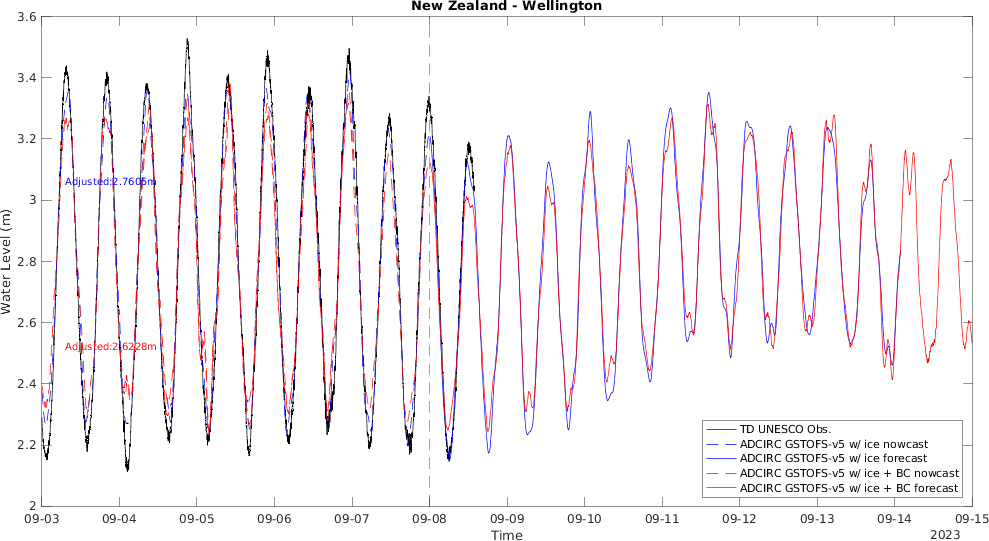 New Zealand - Wellington
3.6
3.4
3.2
3
2.8
2.6
2.4
2.2
2
Water Level (m)
Adjusted:2.7605m
Adjusted:2.6228m
TD UNESCO Obs.
ADCIRC GSTOFS-v5 w/ ice nowcast
ADCIRC GSTOFS-v5 w/ ice forecast
ADCIRC GSTOFS-v5 w/ ice + BC nowcast
ADCIRC GSTOFS-v5 w/ ice + BC forecast
09-03 09-04 09-05 09-06 09-07 09-08 09-09 09-10 09-11 09-12 09-13 09-14 09-15
Time
2023